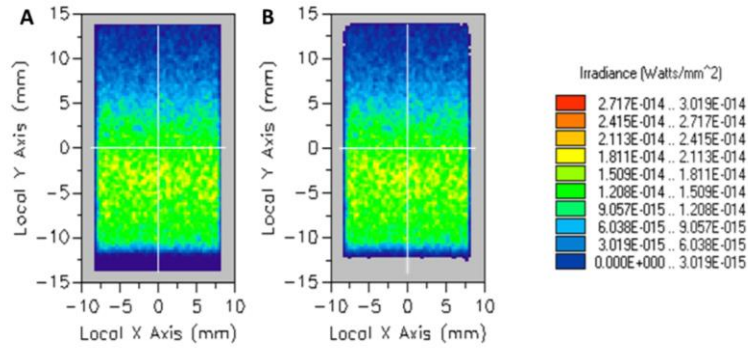 A
B
15
10
5
0
-5
-10
-15
Local Y Axis (mm)
-10 -5 0 5 10
Local X Axis (mm)
15
10
5
0
-5
-10
-15
Local Y Axis (mm)
-10 -5 0 5 10
Local X Axis (mm)
Irradiance (Watts/mm^2)
2.717E-014 .. 3.019E-014
2.415E-014 .. 2.717E-014
2.113E-014 .. 2.415E-014
1.811E-014 .. 2.113E-014
1.509E-014 .. 1.811E-014
1.208E-014 .. 1.509E-014
9.057E-015 .. 1.208E-014
6.038E-015 .. 9.057E-015
3.019E-015 .. 6.038E-015
0.000E+000 .. 3.019E-015